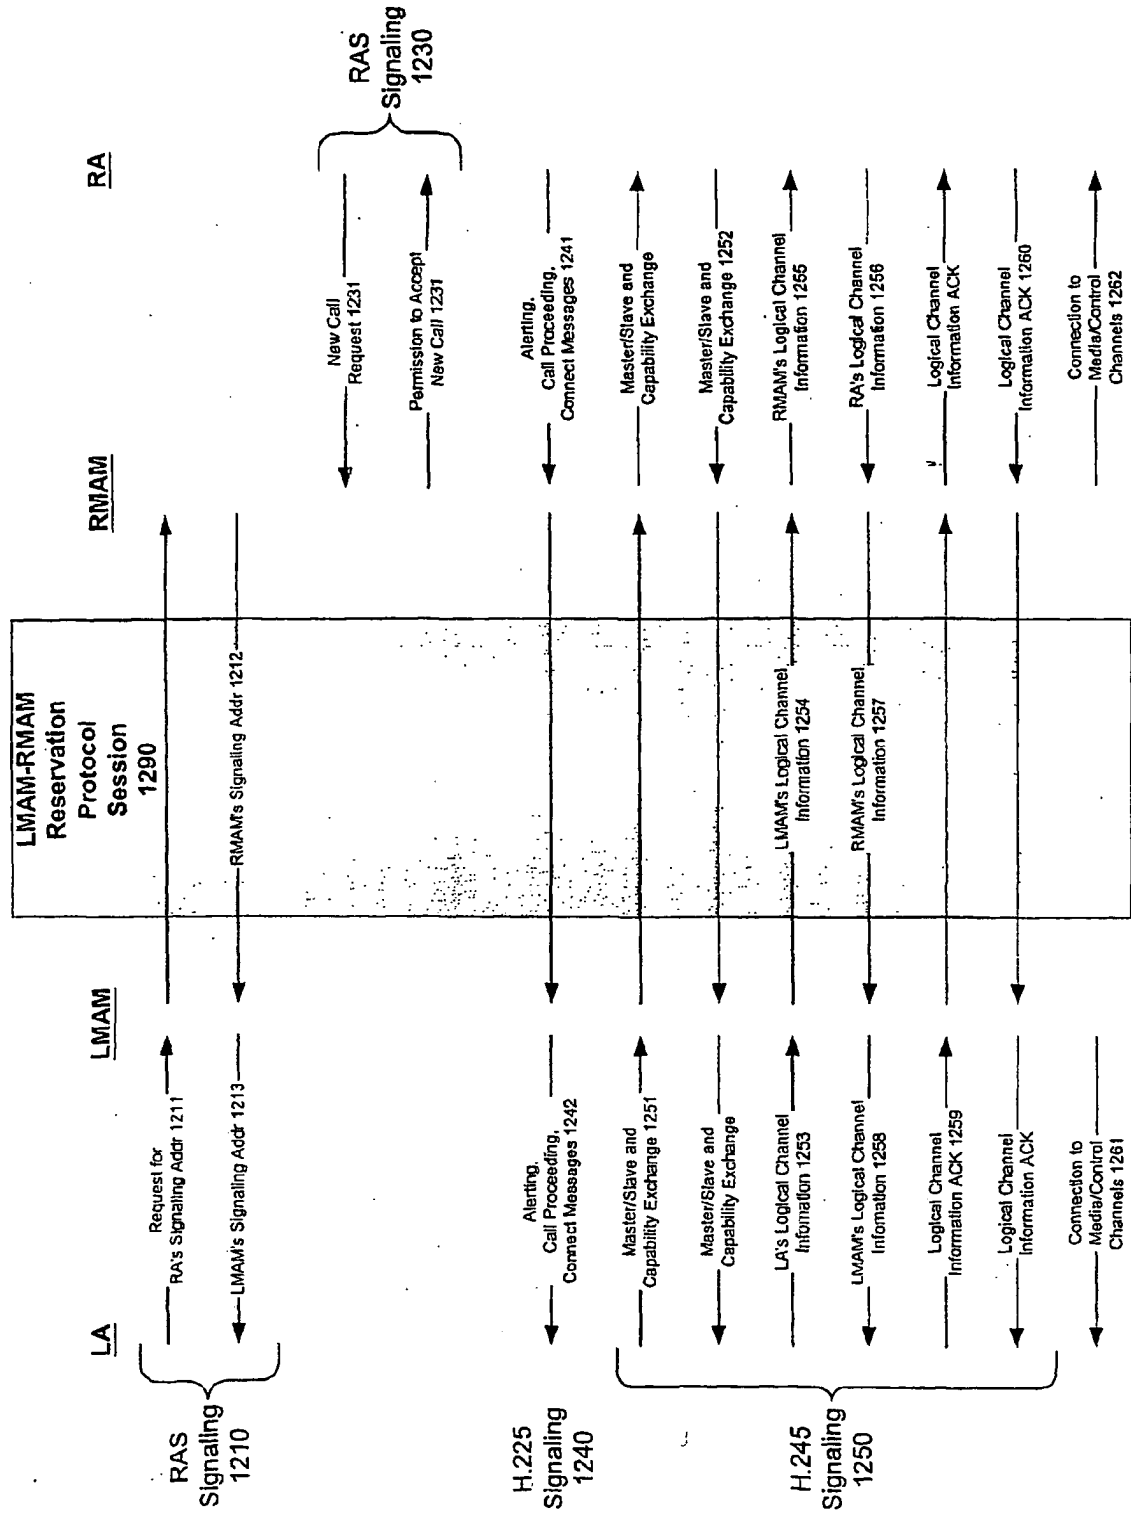 LA
LMAM
LMAM-RMAM
Reservation
Protocol
Session
1290
RMAM
RA
RAS
Signaling
1210
Request for
RA's Signaling Addr 1211
RMAM's Signaling Addr 1212
LMAM's Signaling Addr 1213
RAS
Signaling
1230
New Call
Request 1231
Permission to Accept
New Call 1231
H.225
Signaling
1240
Alerting,
Call Proceeding,
Connect Messages 1242
Alerting,
Call Proceeding,
Connect Messages 1241
H.245
Signaling
1250
Master/Slave and
Capability Exchange 1251
Master/Slave and
Capability Exchange
Master/Slave and
Capability Exchange
Master/Slave and
Capability Exchange 1252
LA's Logical Channel
Information 1253
LMAM's Logical Channel
Information 1254
RMAM's Logical Channel
Information 1255
LMAM's Logical Channel
Infomation 1258
RMAM's Logical Channel
Information 1257
RA's Logical Channel
Information 1256
Logical Channel
Information ACK 1259
Logical Channel
Information ACK
Logical Channel
Information ACK
Logical Channel
Information ACK 1260
Connection to
Media/Control
Channels 1261
Connection to
Media/Control
Channels 1262